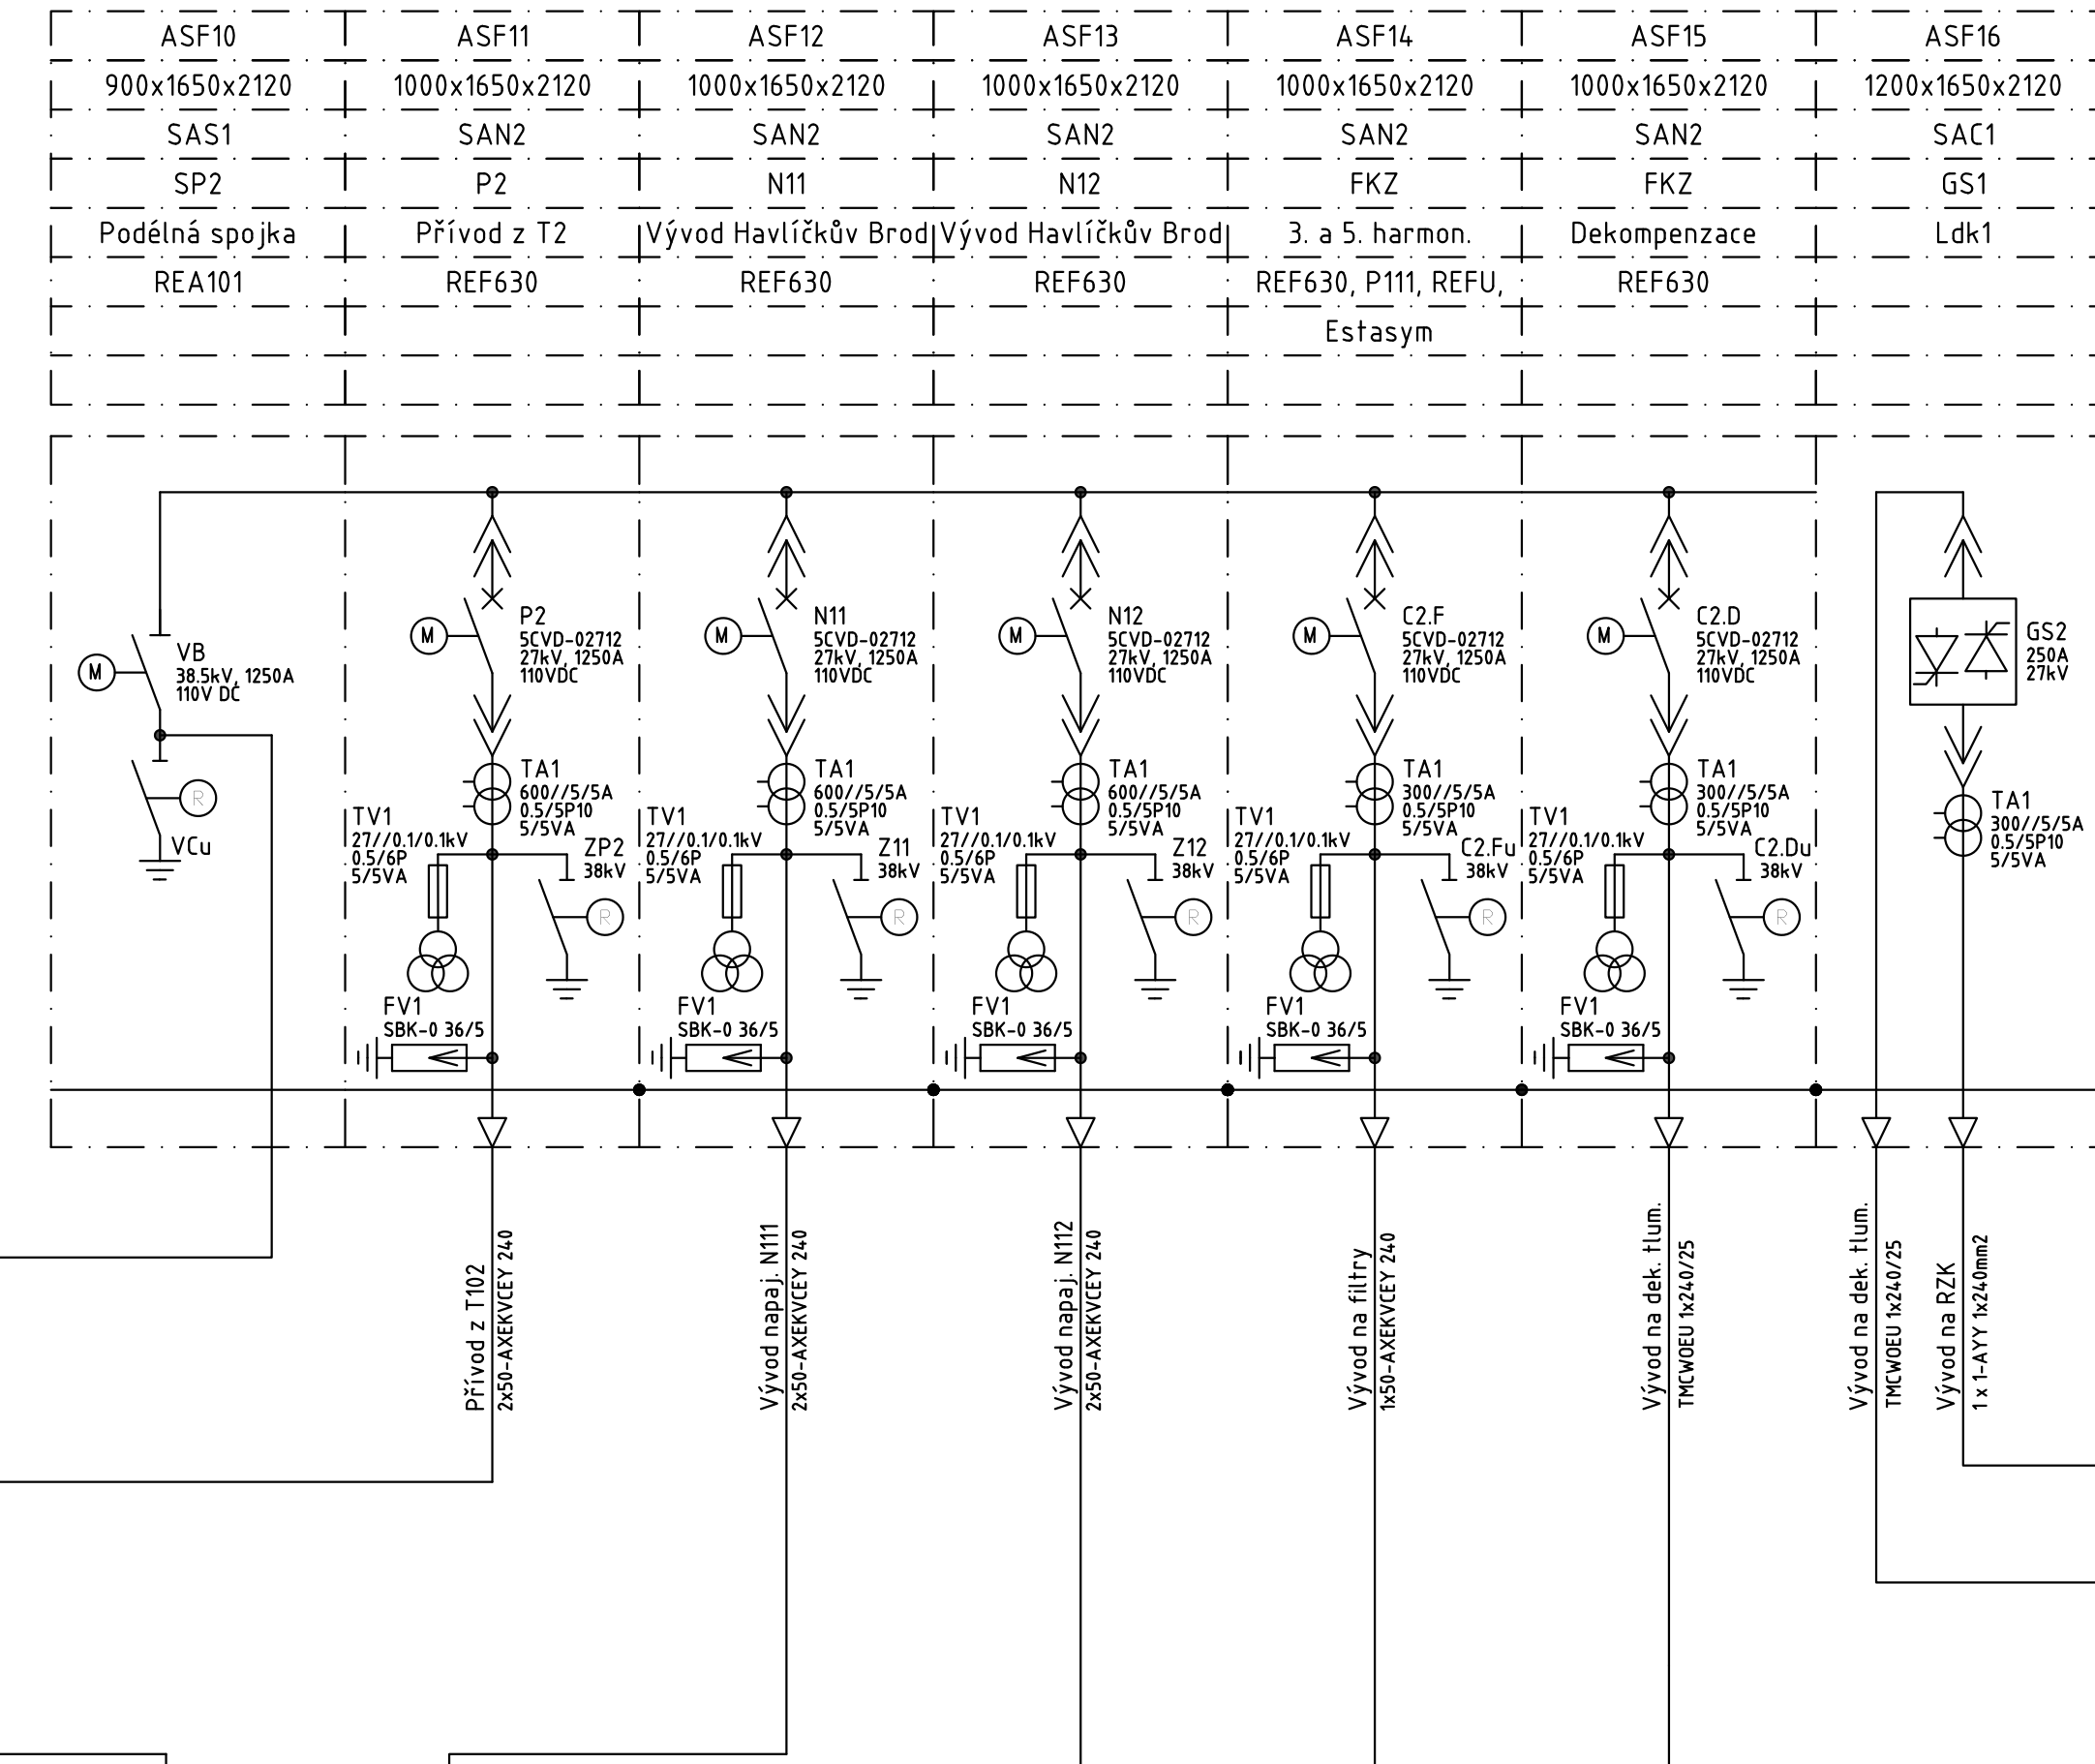 ASF10 ASF11 ASF12 ASF13 ASF14 ASF15 ASF16
900x1650x2120 1000x1650x2120 1000x1650x2120 1000x1650x2120 1000x1650x2120 1000x1650x2120 1200x1650x2120
SAS1 SAN2 SAN2 SAN2 SAN2 SAN2 SAC1
SP2 P2 N11 N12 FKZ FKZ GS1
Podélná spojka Přívod z T2 Vývod Havlíčkův Brod Vývod Havlíčkův Brod 3. a 5. harmon. Dekompenzace Ldk1
REA101 REF630 REF630 REF630 REF630, P111, REFU, REF630
Estasym
M
VB
38.5kV, 1250A
110V DC
R
VCu
M
P2
5CVD-02712
27kV, 1250A
110VDC
TA1
600//5/5A
0.5/5P10
5/5VA
TV1
27//0.1/0.1kV
0.5/6P
5/5VA
ZP2
38kV
R
FV1
SBK-0 36/5
M
N11
5CVD-02712
27kV, 1250A
110VDC
TA1
600//5/5A
0.5/5P10
5/5VA
TV1
27//0.1/0.1kV
0.5/6P
5/5VA
Z11
38kV
R
FV1
SBK-0 36/5
M
N12
5CVD-02712
27kV, 1250A
110VDC
TA1
600//5/5A
0.5/5P10
5/5VA
TV1
27//0.1/0.1kV
0.5/6P
5/5VA
Z12
38kV
R
FV1
SBK-0 36/5
M
C2.F
5CVD-02712
27kV, 1250A
110VDC
TA1
300//5/5A
0.5/5P10
5/5VA
TV1
27//0.1/0.1kV
0.5/6P
5/5VA
C2.Fu
38kV
R
FV1
SBK-0 36/5
M
C2.D
5CVD-02712
27kV, 1250A
110VDC
TA1
300//5/5A
0.5/5P10
5/5VA
TV1
27//0.1/0.1kV
0.5/6P
5/5VA
C2.Du
38kV
R
FV1
SBK-0 36/5
GS2
250A
27kV
TA1
300//5/5A
0.5/5P10
5/5VA
Přívod z T102
2x50-AXEKVCEY 240
Vývod napaj. N111
2x50-AXEKVCEY 240
Vývod napaj. N112
2x50-AXEKVCEY 240
Vývod na filtry
1x50-AXEKVCEY 240
Vývod na dek. tlum.
TMCWOEU 1x240/25
Vývod na dek. tlum.
TMCWOEU 1x240/25
Vývod na RZK
1 x 1-AYY 1x240mm2